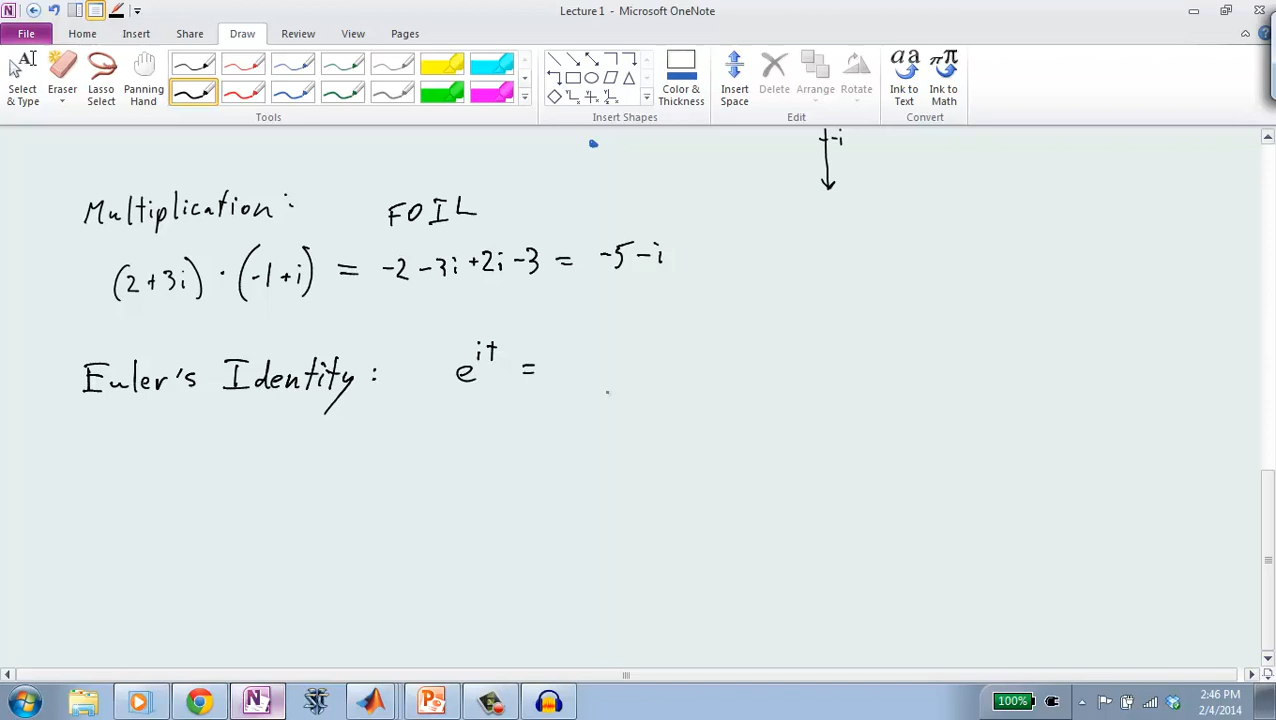 Lecture1 - Microsoft OneNote
File Home Insert Share Draw Review View Pages
Select & Type Eraser Lasso Select Panning Hand Color & Thickness Insert Space Delete Arrange Rotate Ink to Text Ink to Math
Tools Insert Shapes Edit Convert
-i
Multiplication: FOIL
(2+3i) · (-1+i) = -2 -3i +2i -3 = -5 -i
Euler's Identity: e^{it} =
100% 2:46 PM
2/4/2014